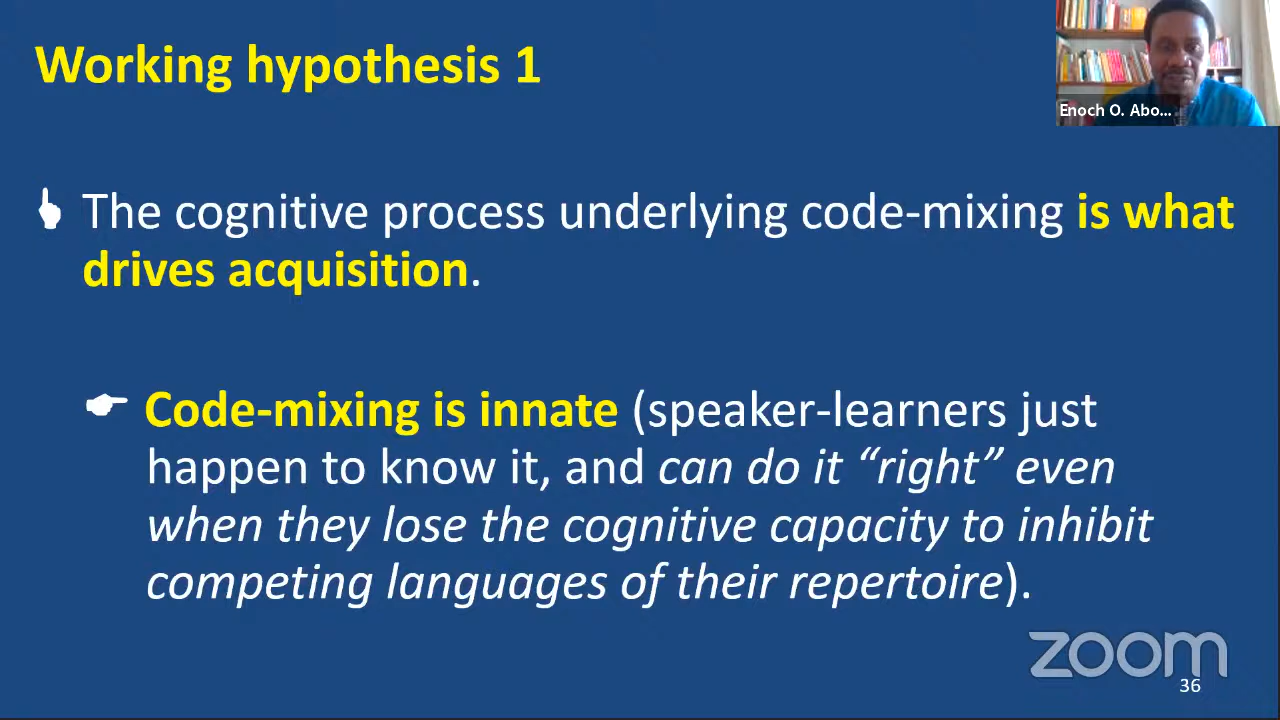 Working hypothesis 1
Enoch O. Abo...
The cognitive process underlying code-mixing is what
drives acquisition.
Code-mixing is innate (speaker-learners just
happen to know it, and can do it “right” even
when they lose the cognitive capacity to inhibit
competing languages of their repertoire).
zoom
36